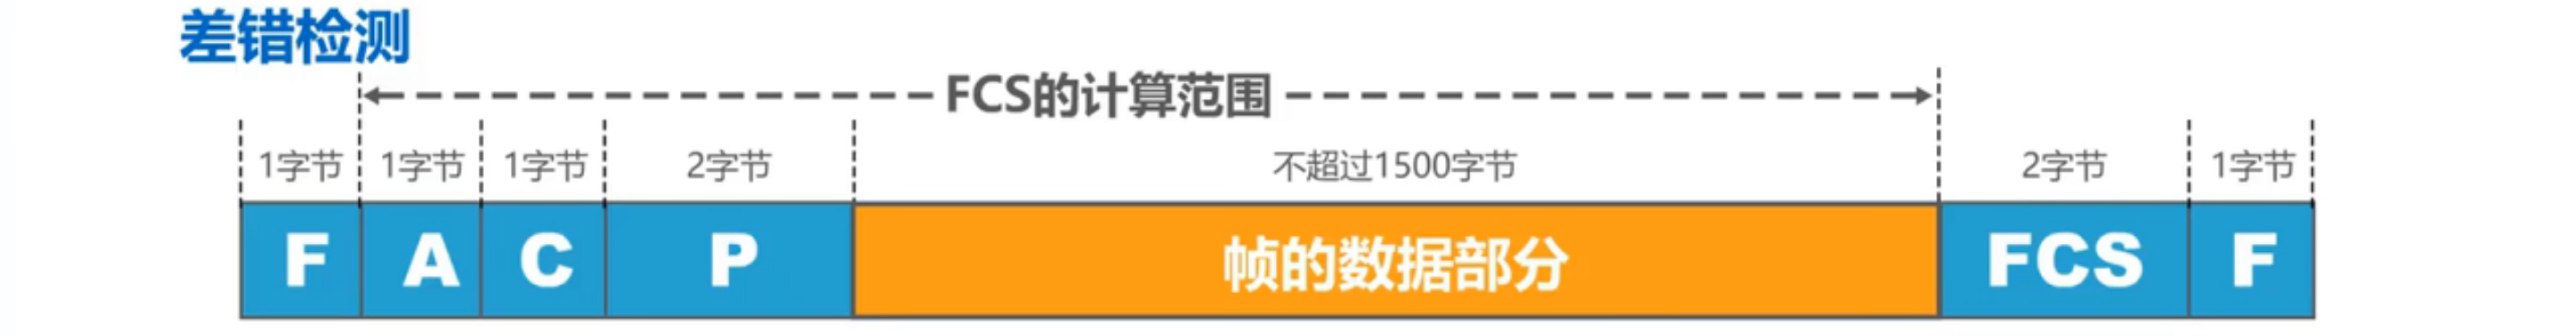 差错检测
FCS的计算范围
1字节 1字节 1字节 2字节 不超过1500字节 2字节 1字节
F A C P 帧的数据部分 FCS F